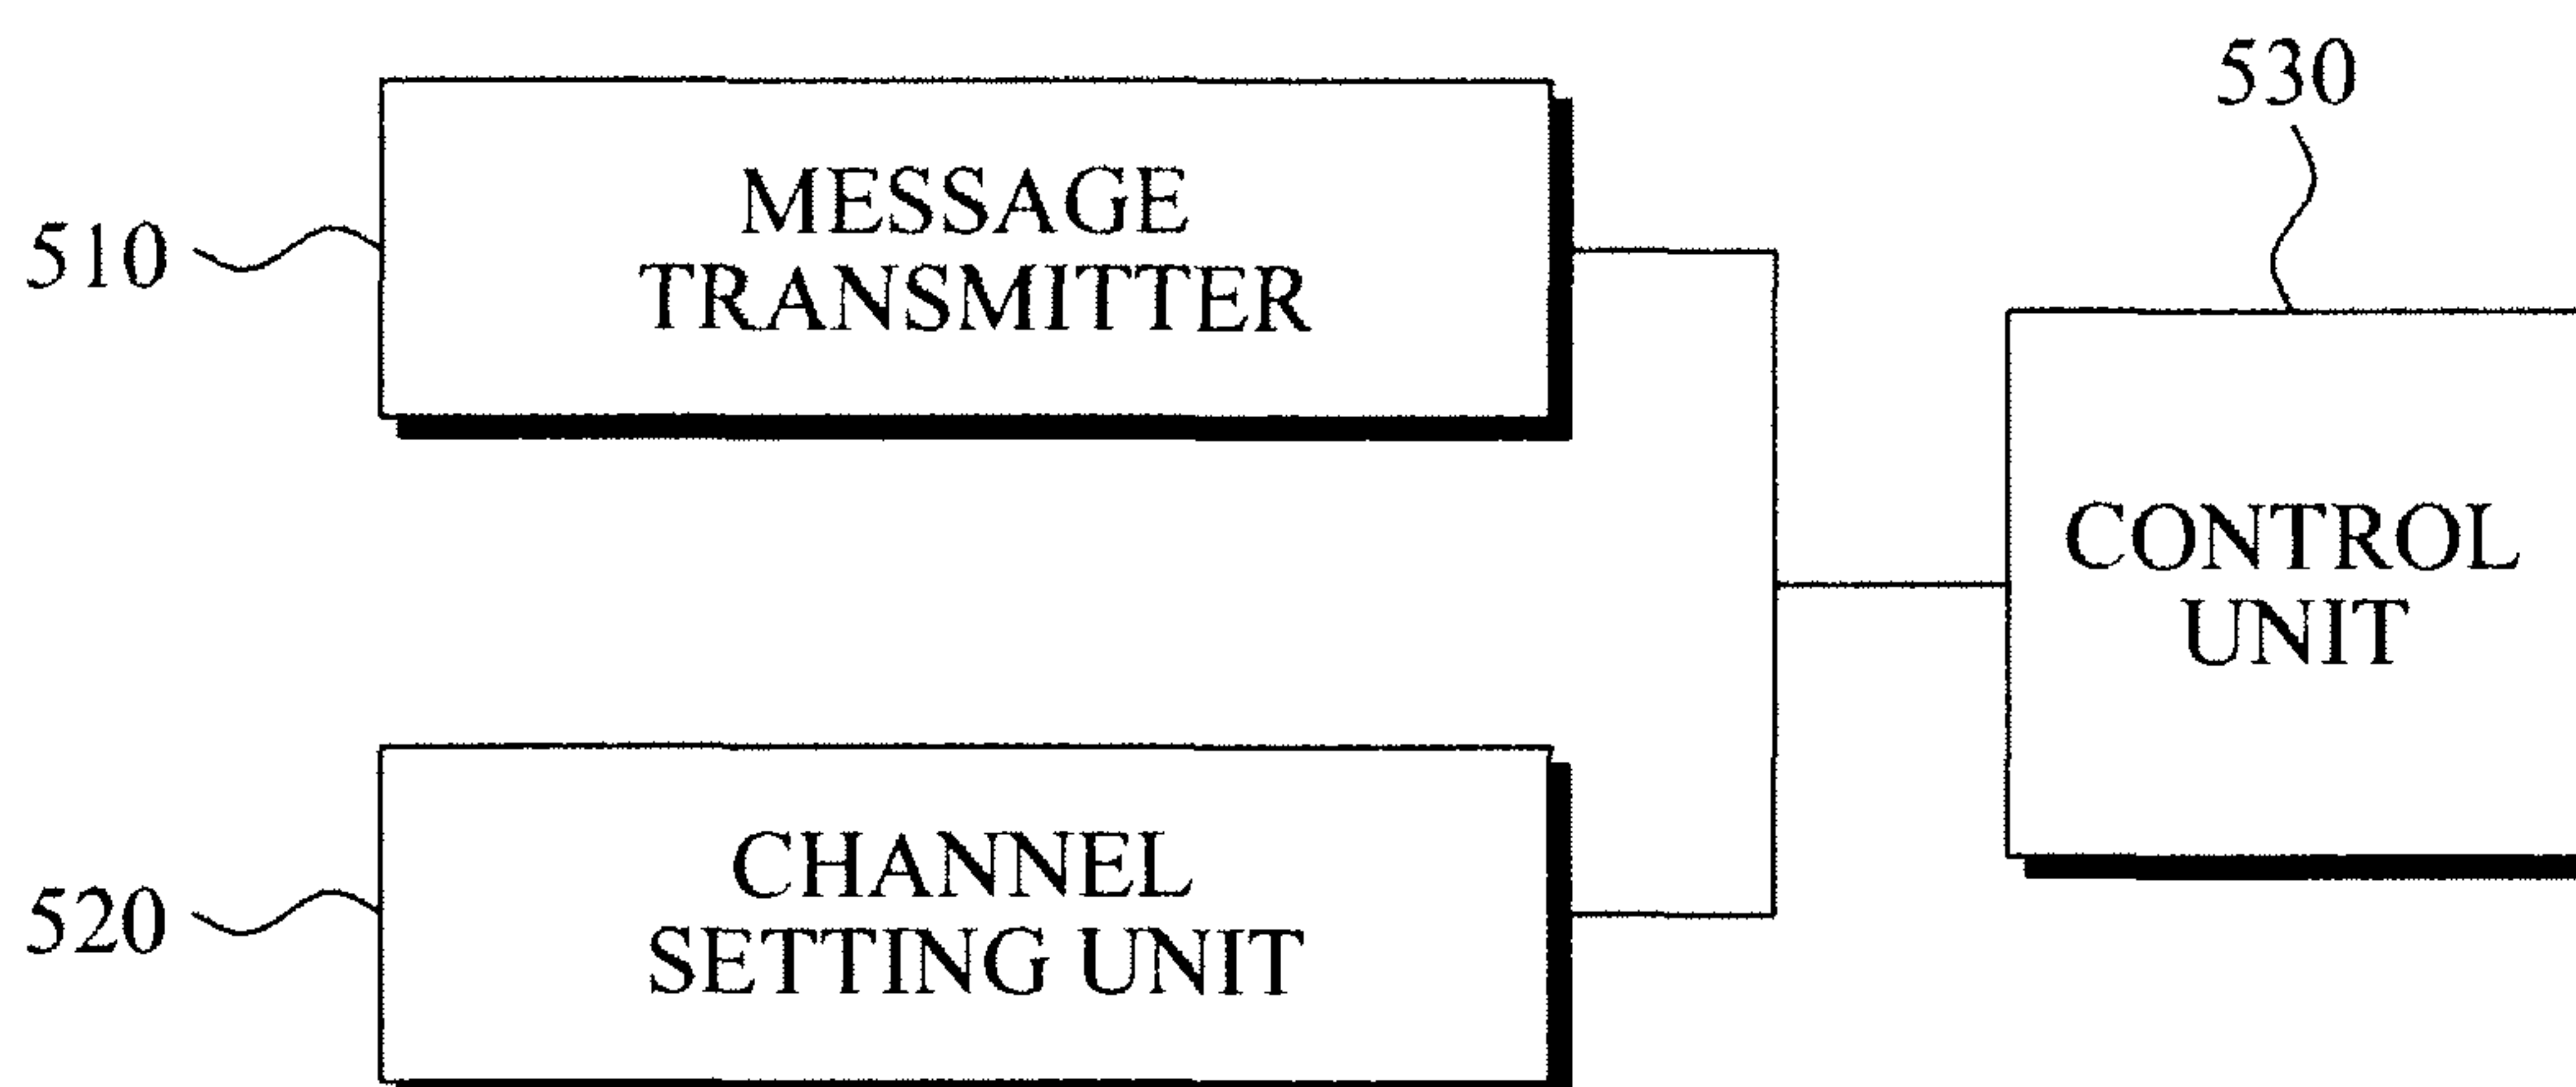 530
510
MESSAGE
TRANSMITTER
CONTROL
UNIT
520
CHANNEL
SETTING UNIT